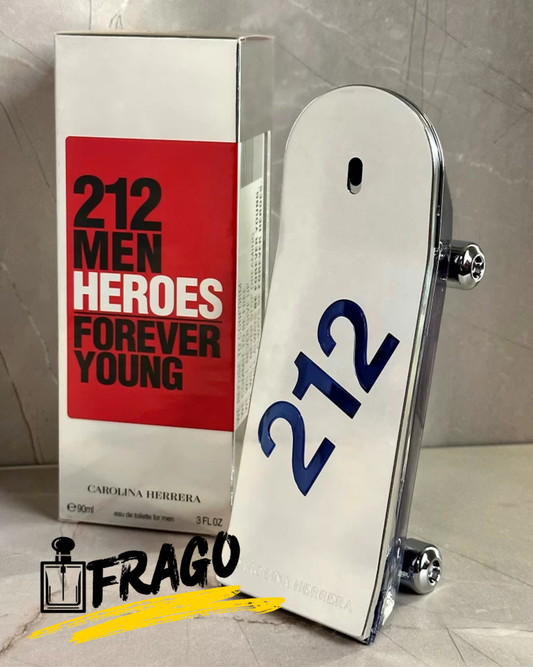 212
MEN
HEROES
FOREVER
YOUNG
CAROLINA HERRERA
℮90ml
eau de toilette for men
3 FL OZ
212
CAROLINA HERRERA
FRAGO